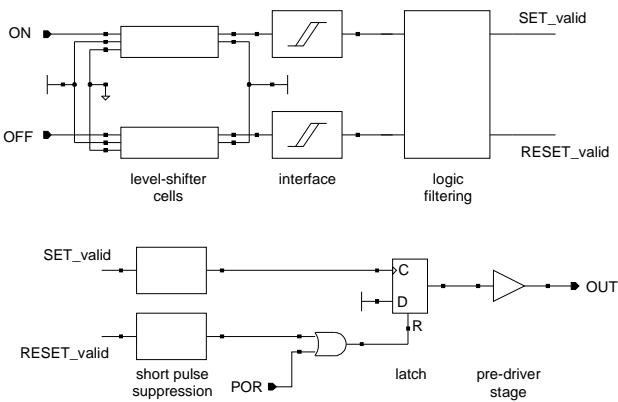 ON
SET_valid
OFF
RESET_valid
level-shifter
cells
interface
logic
filtering
SET_valid
C
D
R
OUT
RESET_valid
short pulse
suppression
POR
latch
pre-driver
stage